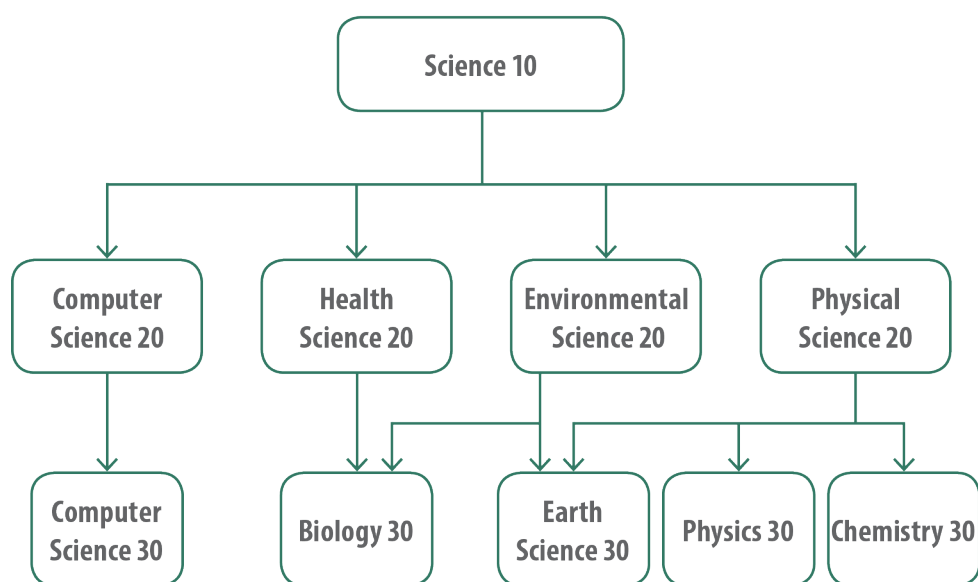 Science 10
Computer
Science 20
Health
Science 20
Environmental
Science 20
Physical
Science 20
Computer
Science 30
Biology 30
Earth
Science 30
Physics 30
Chemistry 30